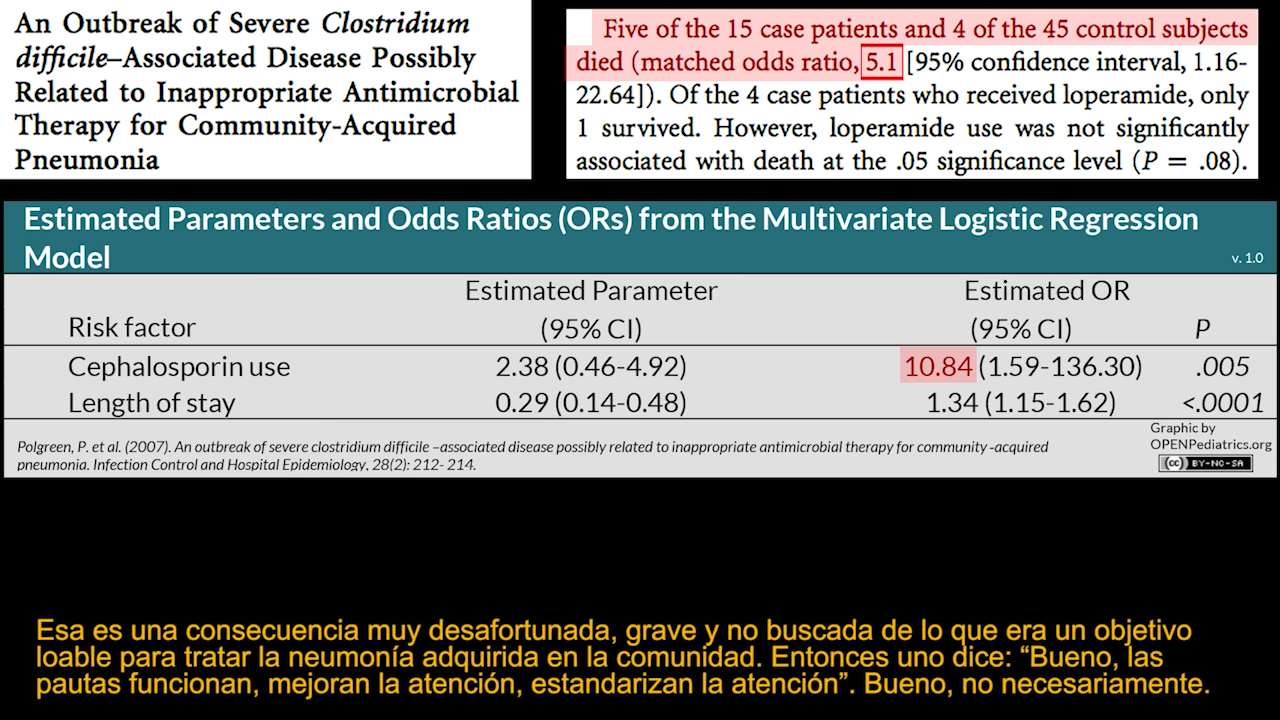 An Outbreak of Severe Clostridium
difficile–Associated Disease Possibly
Related to Inappropriate Antimicrobial
Therapy for Community-Acquired
Pneumonia
Five of the 15 case patients and 4 of the 45 control subjects
died (matched odds ratio, 5.1 [95% confidence interval, 1.16-
22.64]). Of the 4 case patients who received loperamide, only
1 survived. However, loperamide use was not significantly
associated with death at the .05 significance level (P = .08).
Estimated Parameters and Odds Ratios (ORs) from the Multivariate Logistic Regression
Model v. 1.0
Estimated Parameter Estimated OR
Risk factor (95% CI) (95% CI) P
Cephalosporin use 2.38 (0.46-4.92) 10.84 (1.59-136.30) .005
Length of stay 0.29 (0.14-0.48) 1.34 (1.15-1.62) <.0001
Polgreen, P. et al. (2007). An outbreak of severe clostridium difficile –associated disease possibly related to inappropriate antimicrobial therapy for community -acquired
pneumonia. Infection Control and Hospital Epidemiology, 28(2): 212- 214.
Graphic by
OPENPediatrics.org
cc BY-NC-SA
Esa es una consecuencia muy desafortunada, grave y no buscada de lo que era un objetivo
loable para tratar la neumonía adquirida en la comunidad. Entonces uno dice: “Bueno, las
pautas funcionan, mejoran la atención, estandarizan la atención”. Bueno, no necesariamente.